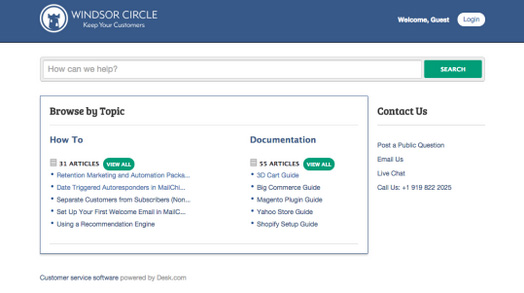 WINDSOR CIRCLE
Keep Your Customers
Welcome, Guest
Login
How can we help?
SEARCH
Browse by Topic
How To
31 ARTICLES VIEW ALL
• Retention Marketing and Automation Packa...
• Date Triggered Autoresponders in MailChi...
• Separate Customers from Subscribers (Non...
• Set Up Your First Welcome Email in MailC...
• Using a Recommendation Engine
Documentation
55 ARTICLES VIEW ALL
• 3D Cart Guide
• Big Commerce Guide
• Magento Plugin Guide
• Yahoo Store Guide
• Shopify Setup Guide
Contact Us
Post a Public Question
Email Us
Live Chat
Call Us: +1 919 822 2025
Customer service software powered by Desk.com